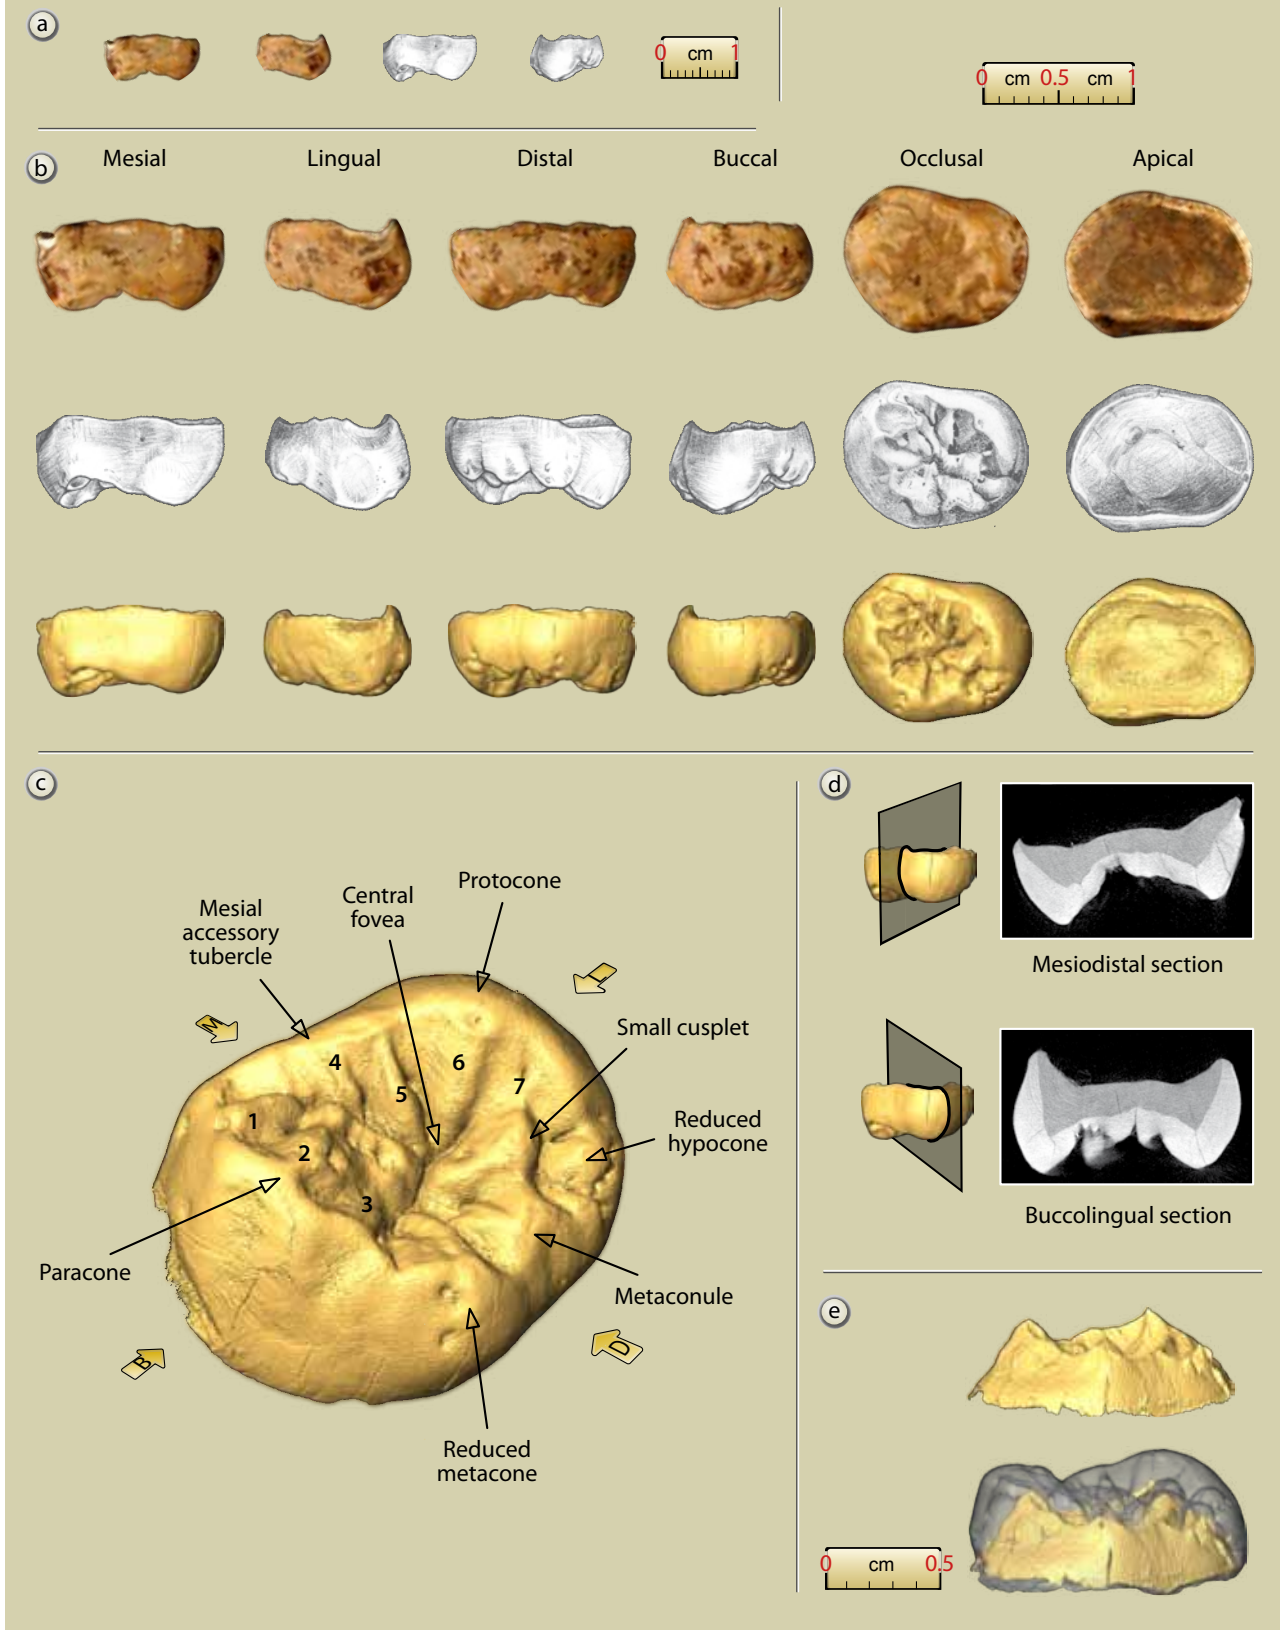 a
0 cm 1
0 cm 0.5 cm 1
b
Mesial Lingual Distal Buccal Occlusal Apical
c
Protocone
Central
fovea
Mesial
accessory
tubercle
M
L
Small cusplet
Reduced
hypocone
4
6
5
7
1
2
3
Paracone
Metaconule
B
D
Reduced
metacone
d
Mesiodistal section
Buccolingual section
e
0 cm 0.5